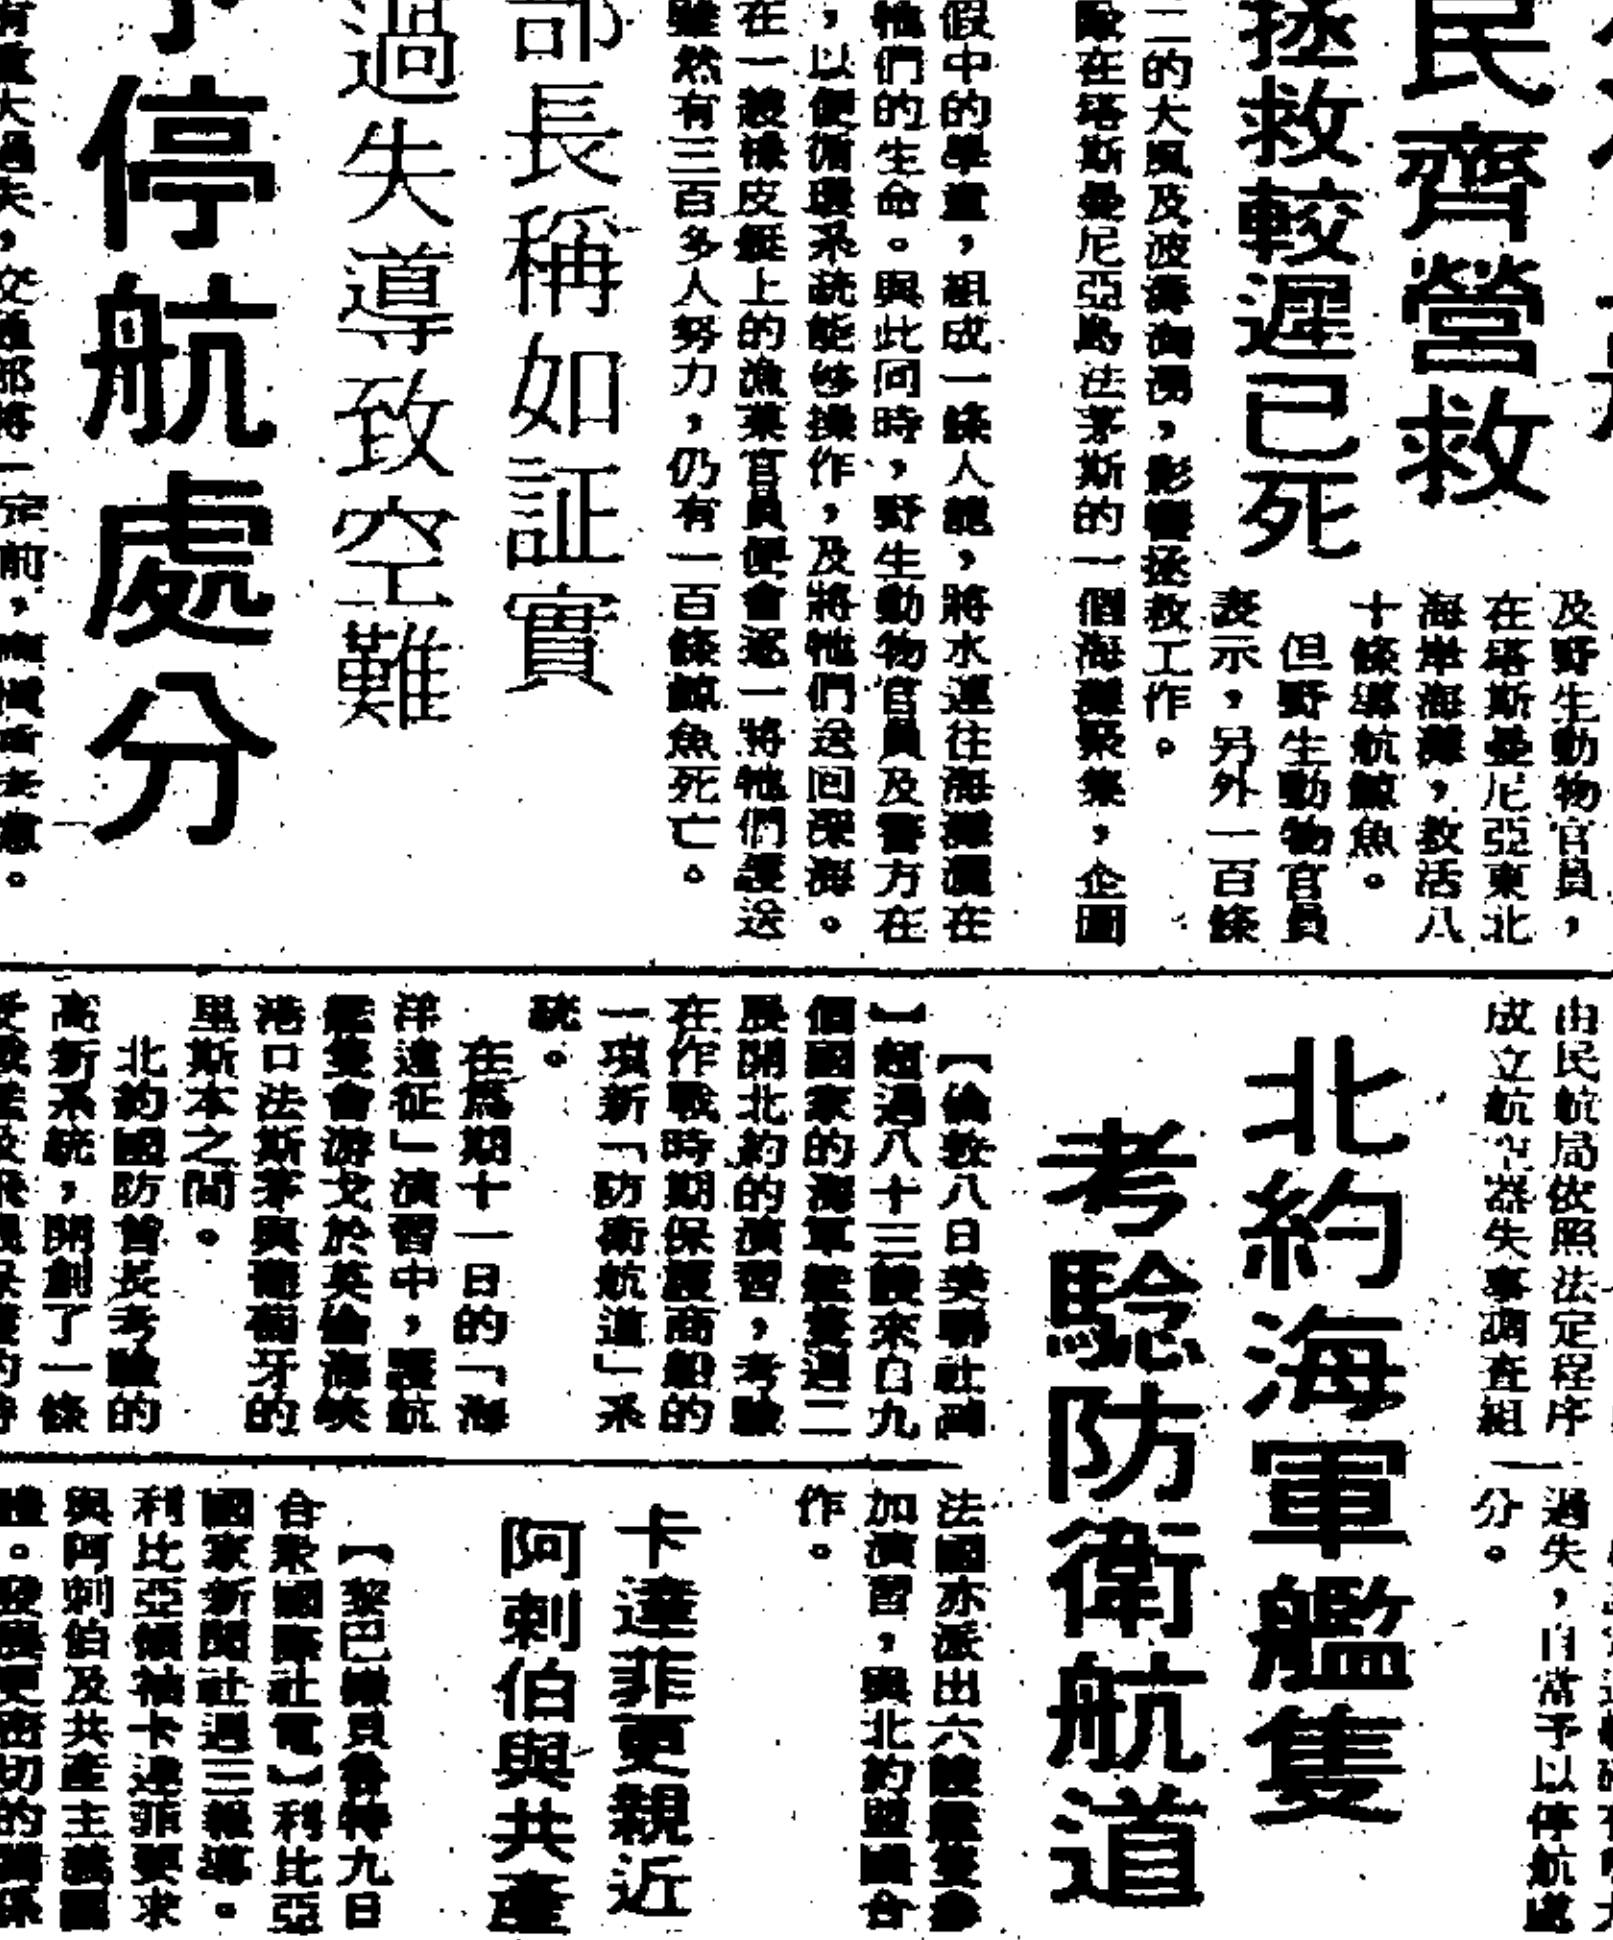 民齊營救
拯救較遲已死
及野生動物官員，
在塔斯曼尼亞東北
海岸海灘，救活八
十條導航鯨魚。
但野生動物官員
表示，另外一百條
二的大風及波濤洶湧，影響拯救工作。
在塔斯曼尼亞島法茅斯的一個海灘聚集，企圖
假中的學童，組成一條人龍，將水運往海灘灑在
牠們的生命。與此同時，野生動物官員及警方在
，以便循環系統能够操作，及將牠們送回深海。
在一艘橡皮艇上的漁業官員便會逐一將牠們護送
雖然有三百多人努力，仍有一百條鯨魚死亡。
部長稱如証實
過失導致空難
停航處分
有重大過失，交通部將
由民航局依照法定程序
成立航空器失事調查組
過失，自當予以停航處
分。
北約海軍艦隻
考驗防衛航道
【倫敦八日英聯社電
】超過八十三艘來自九
個國家的海軍艦隻週二
展開北約的演習，考驗
在作戰時期保護商船的
一項新「防衛航道」系
統。
在為期十一日的「海
洋遠征」演習中，護航
艦隻會游弋於英倫海峽
港口法斯茅與葡萄牙的
里斯本之間。
北約國防首長考驗的
高新系統，開創了一條
法國亦派出六艘艦隻參
加演習，與北約盟國合
作。
卡達菲更親近
阿剌伯與共產
【黎巴嫩貝魯特九日
合眾國際社電】利比亞
國家新聞社週三報導。
利比亞領袖卡達菲要求
與阿剌伯及共產主義國